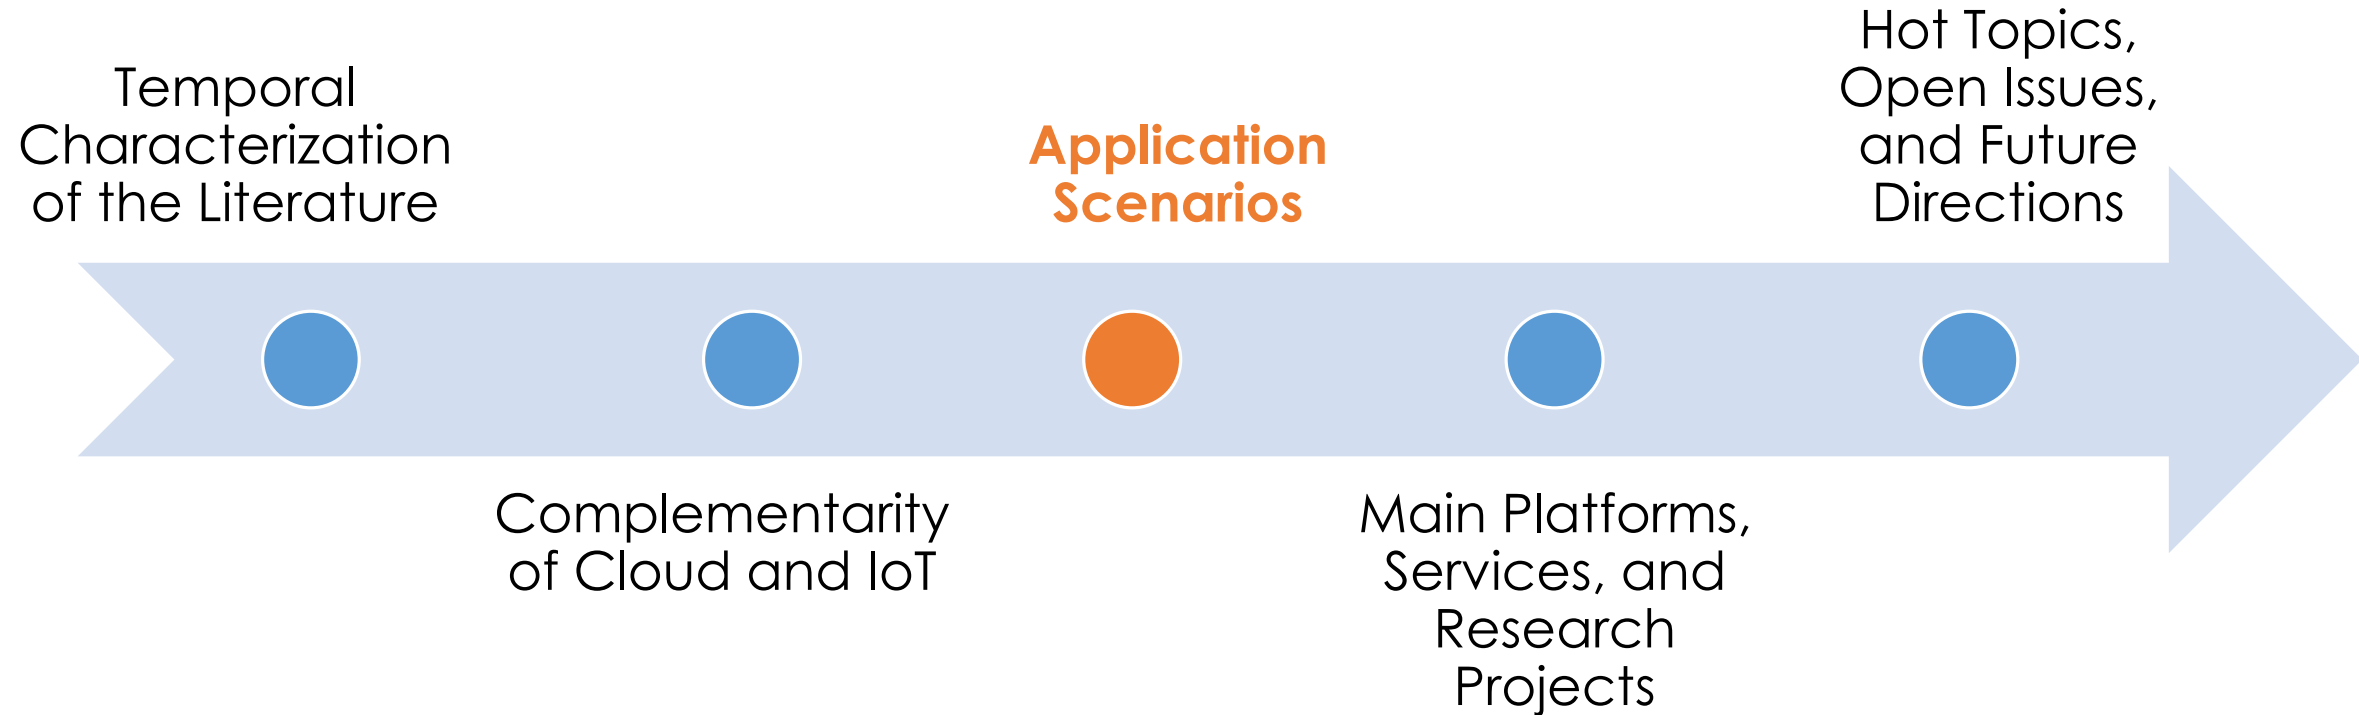 Temporal
Characterization
of the Literature
Complementarity
of Cloud and IoT
Application
Scenarios
Main Platforms,
Services, and
Research
Projects
Hot Topics,
Open Issues,
and Future
Directions